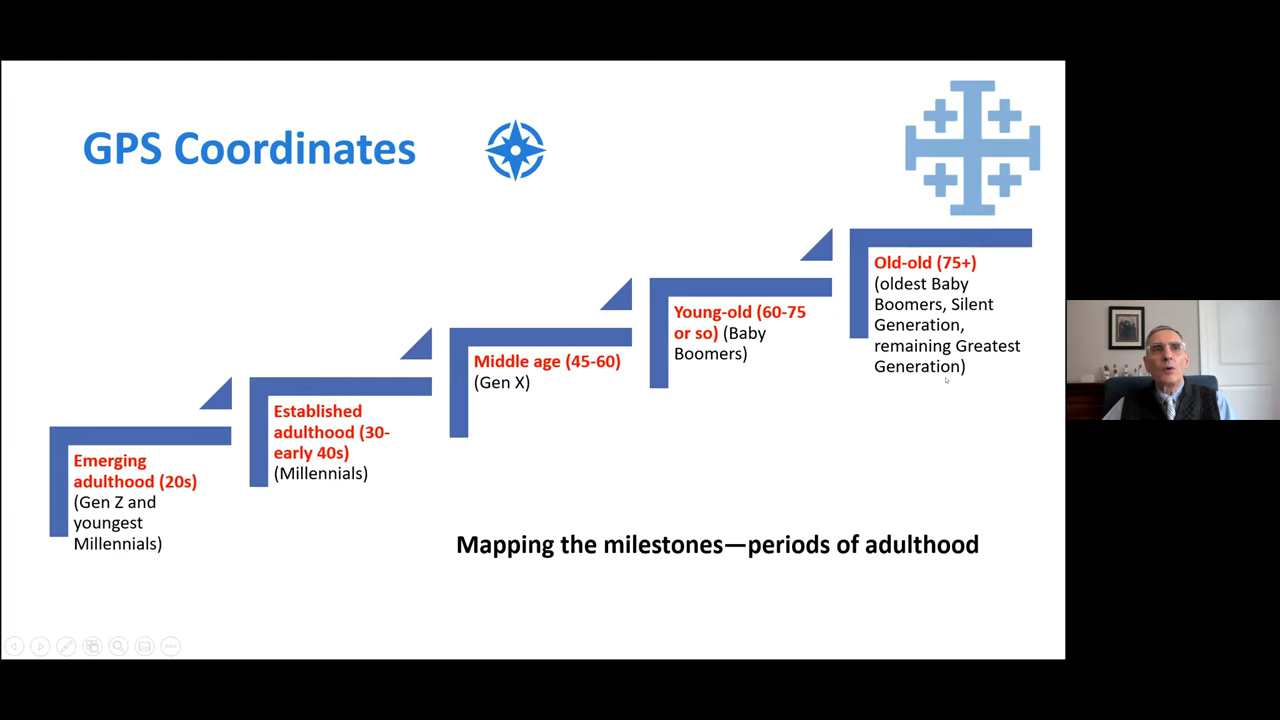 GPS Coordinates
Emerging
adulthood (20s)
(Gen Z and
youngest
Millennials)
Established
adulthood (30-
early 40s)
(Millennials)
Middle age (45-60)
(Gen X)
Young-old (60-75
or so) (Baby
Boomers)
Old-old (75+)
(oldest Baby
Boomers, Silent
Generation,
remaining Greatest
Generation)
Mapping the milestones—periods of adulthood